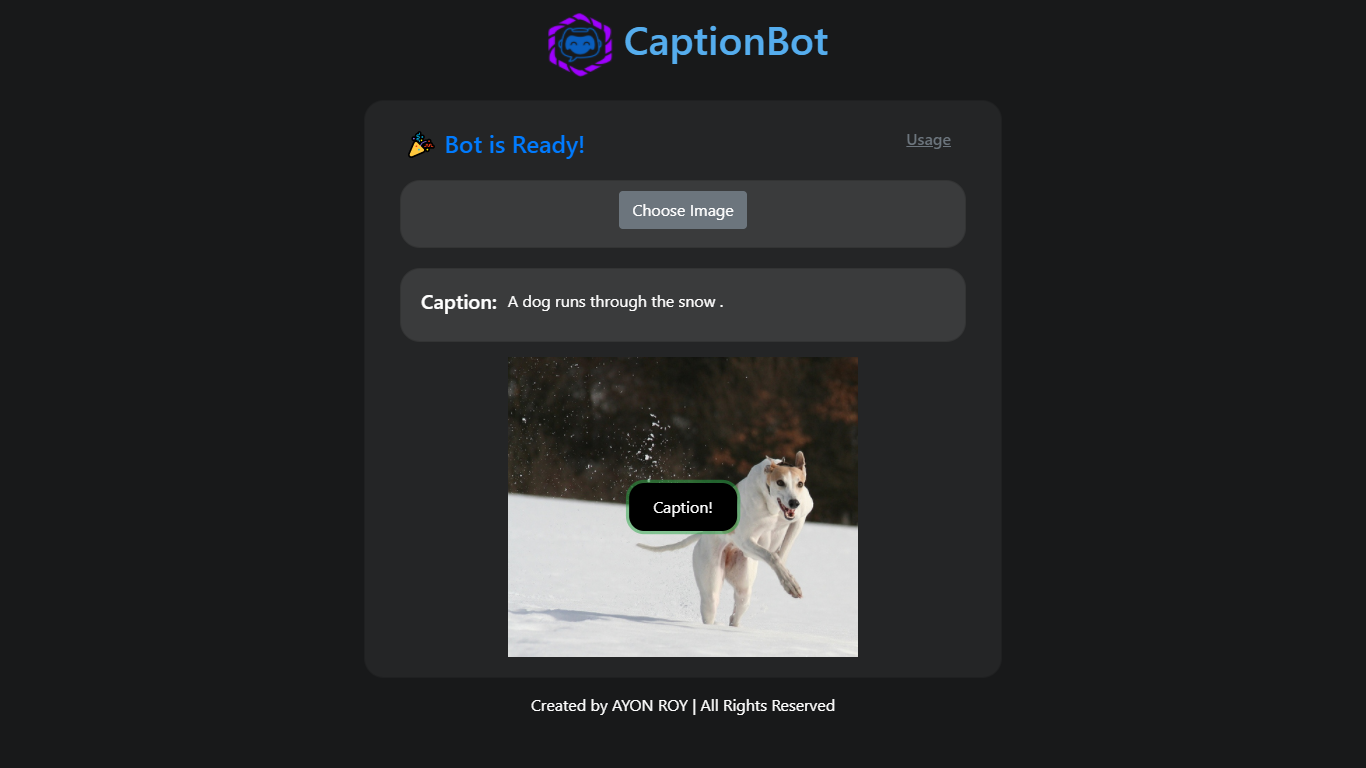 CaptionBot
Bot is Ready!
Usage
Choose Image
Caption: A dog runs through the snow .
Caption!
Created by AYON ROY | All Rights Reserved